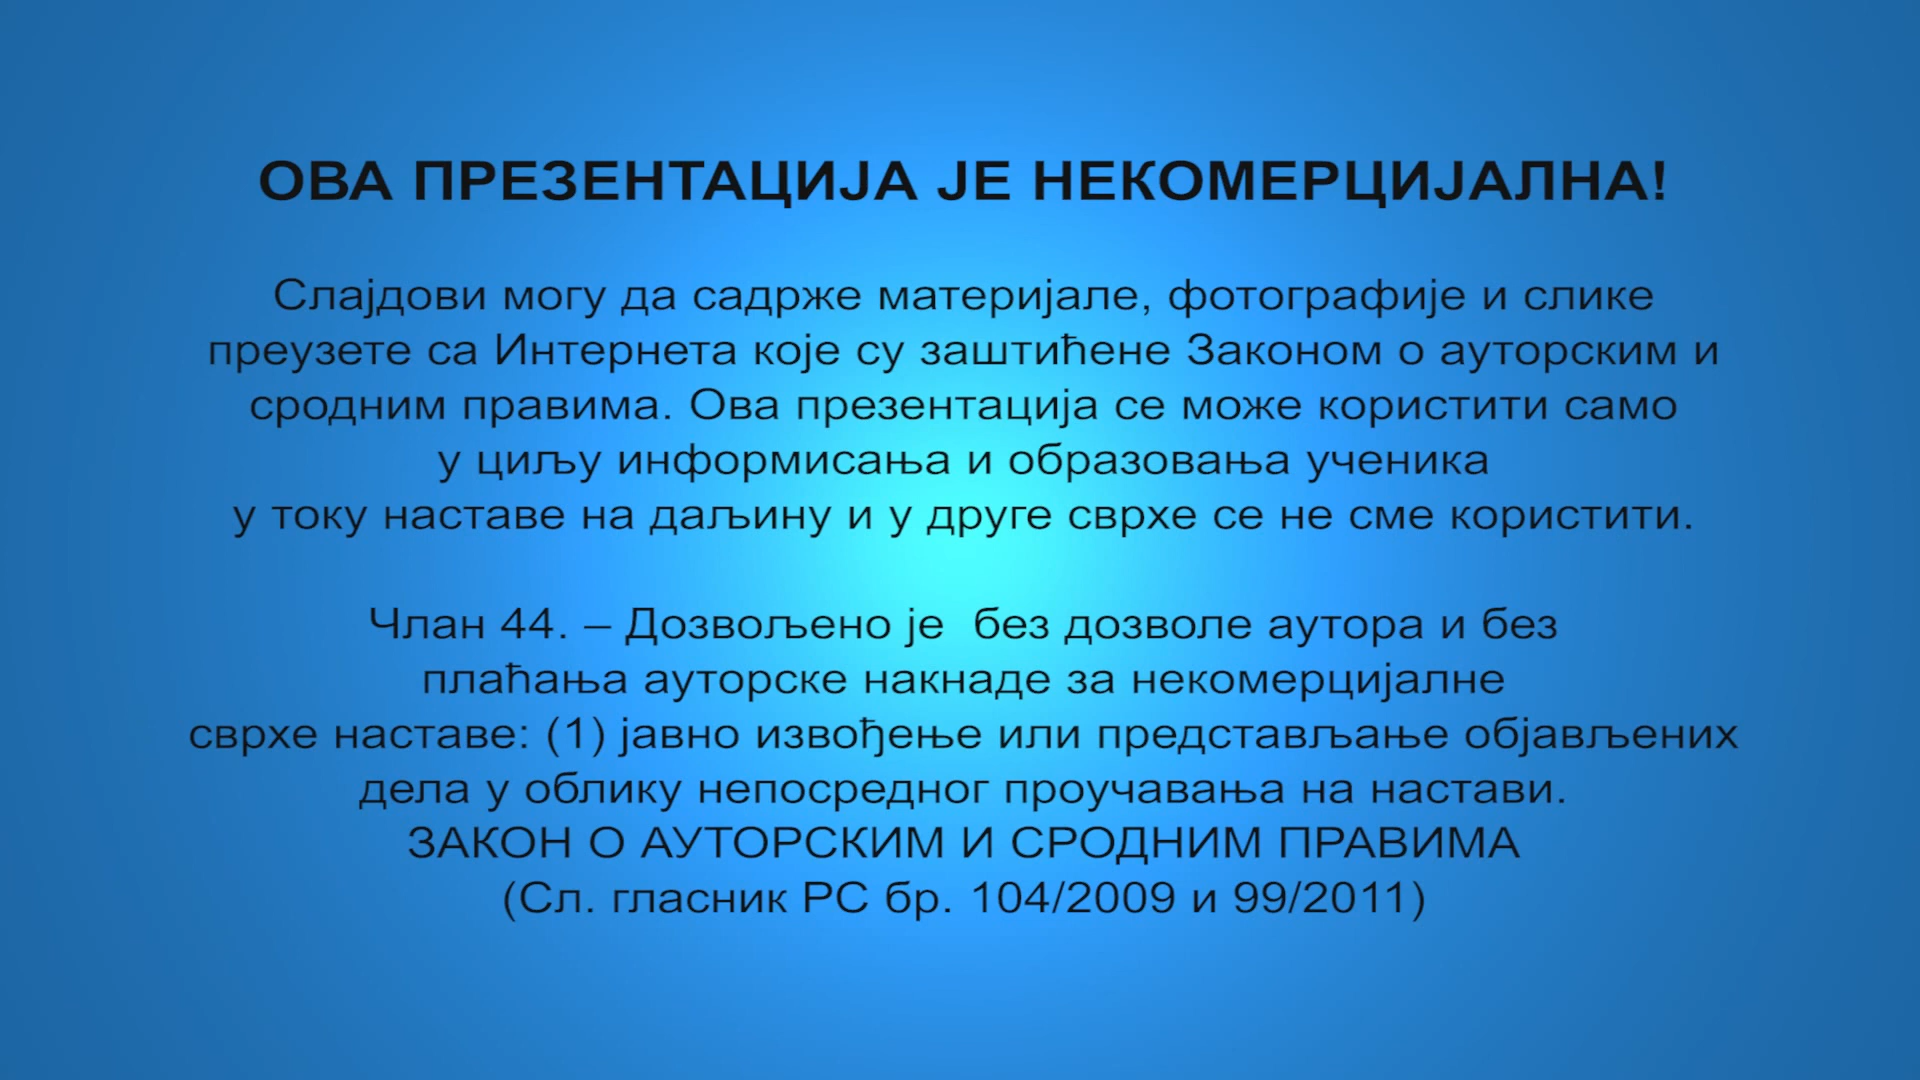 ОВА ПРЕЗЕНТАЦИЈА ЈЕ НЕКОМЕРЦИЈАЛНА!
Слајдови могу да садрже материјале, фотографије и слике
преузете са Интернета које су заштићене Законом о ауторским и
сродним правима. Ова презентација се може користити само
у циљу информисања и образовања ученика
у току наставе на даљину и у друге сврхе се не сме користити.
Члан 44. – Дозвољено је  без дозволе аутора и без
плаћања ауторске накнаде за некомерцијалне
сврхе наставе: (1) јавно извођење или представљање објављених
дела у облику непосредног проучавања на настави.
ЗАКОН О АУТОРСКИМ И СРОДНИМ ПРАВИМА
(Сл. гласник РС бр. 104/2009 и 99/2011)